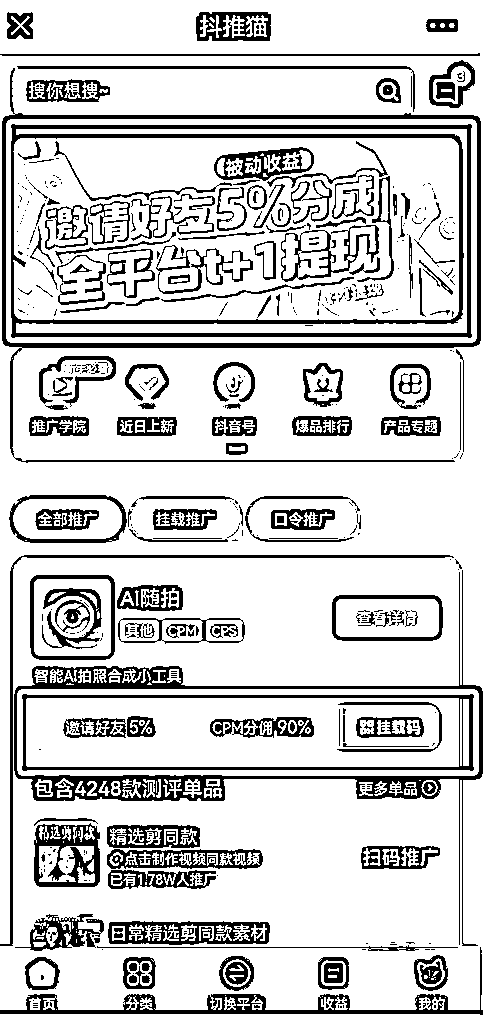 抖推猫
搜你想搜~
3
被动收益
邀请好友5%分成
全平台t+1提现
推广学院 近日上新 抖音号 爆品排行 产品专题
全部推广 挂载推广 口令推广
AI随拍
其他 CPM CPS
查看详情
智能AI拍照合成小工具
邀请好友 5% CPM分佣 90% 挂载码
包含4248款测评单品 更多单品
精选剪同款
精选剪同款
@点击制作视频同款视频
已有1.78W人推广
扫码推广
日常精选剪同款素材
首页 分类 切换平台 收益 我的